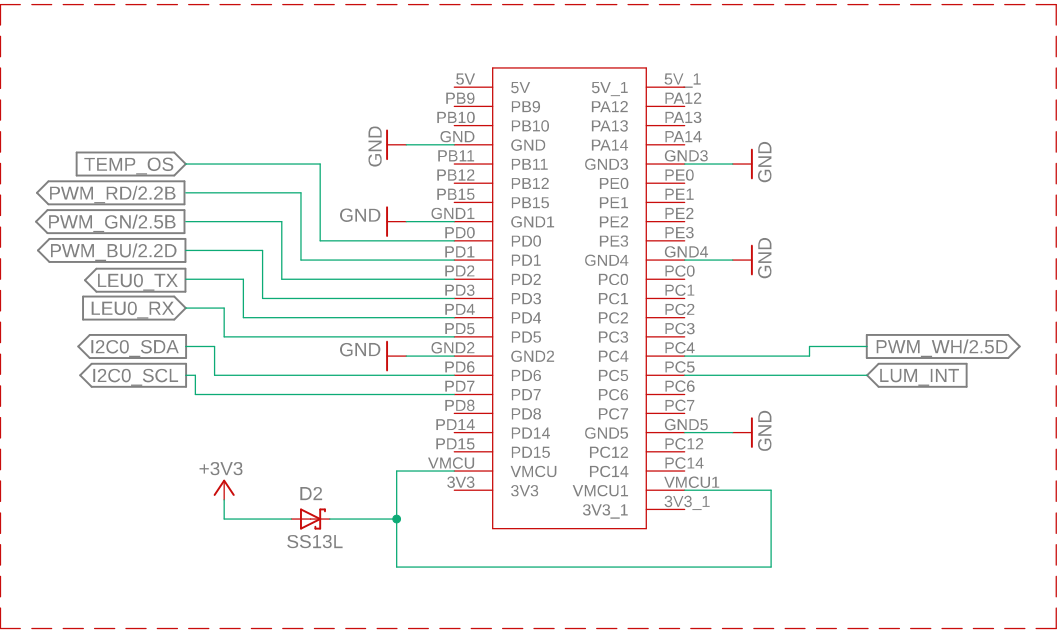 5V
PB9
PB10
GND
PB11
PB12
PB15
GND1
PD0
PD1
PD2
PD3
PD4
PD5
GND2
PD6
PD7
PD8
PD14
PD15
VMCU
3V3
5V
PB9
PB10
GND
PB11
PB12
PB15
GND1
PD0
PD1
PD2
PD3
PD4
PD5
GND2
PD6
PD7
PD8
PD14
PD15
VMCU
3V3
5V_1
PA12
PA13
PA14
GND3
PE0
PE1
PE2
PE3
GND4
PC0
PC1
PC2
PC3
PC4
PC5
PC6
PC7
GND5
PC12
PC14
VMCU1
3V3_1
5V_1
PA12
PA13
PA14
GND3
PE0
PE1
PE2
PE3
GND4
PC0
PC1
PC2
PC3
PC4
PC5
PC6
PC7
GND5
PC12
PC14
VMCU1
3V3_1
TEMP_OS
PWM_RD/2.2B
PWM_GN/2.5B
PWM_BU/2.2D
LEU0_TX
LEU0_RX
I2C0_SDA
I2C0_SCL
GND
GND
GND
GND
GND
GND
PWM_WH/2.5D
LUM_INT
+3V3
D2
SS13L